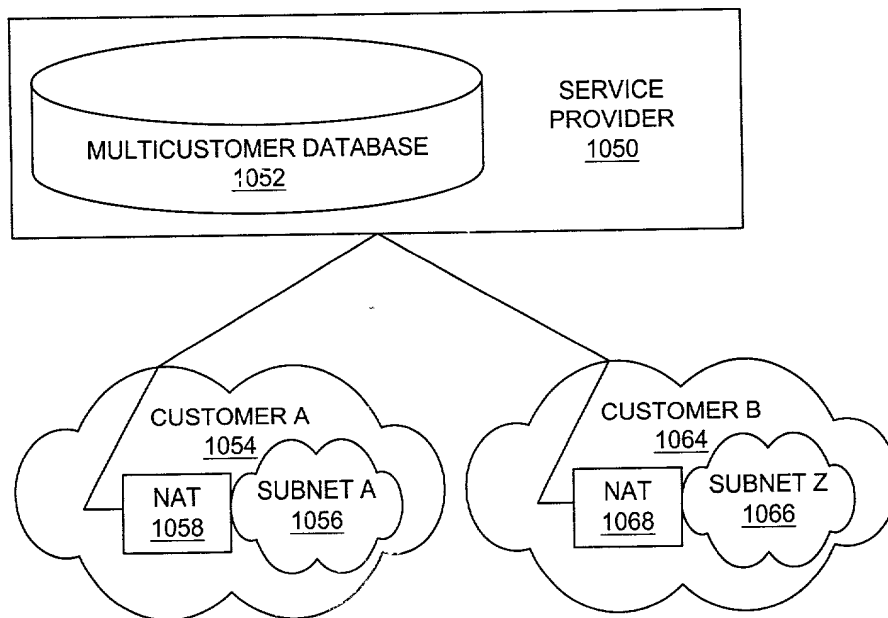 SERVICE
PROVIDER
1050
MULTICUSTOMER DATABASE
1052
CUSTOMER A
1054
NAT
1058
SUBNET A
1056
CUSTOMER B
1064
NAT
1068
SUBNET Z
1066